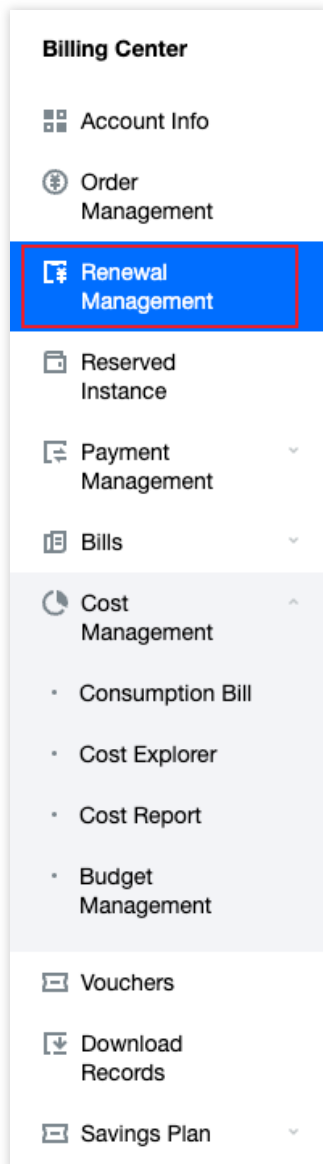 Billing Center
Account Info
Order
Management
Renewal
Management
Reserved
Instance
Payment
Management
Bills
Cost
Management
Consumption Bill
Cost Explorer
Cost Report
Budget
Management
Vouchers
Download
Records
Savings Plan